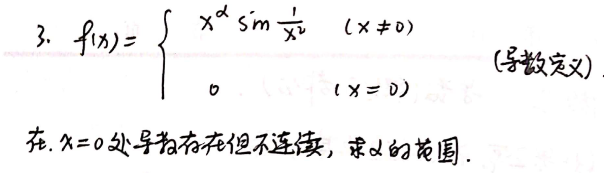 3. f(x) = { x^α sin 1/x² (x ≠ 0)
0 (x = 0) (导数定义).
在. x=0处导数存在但不连续, 求α的范围.